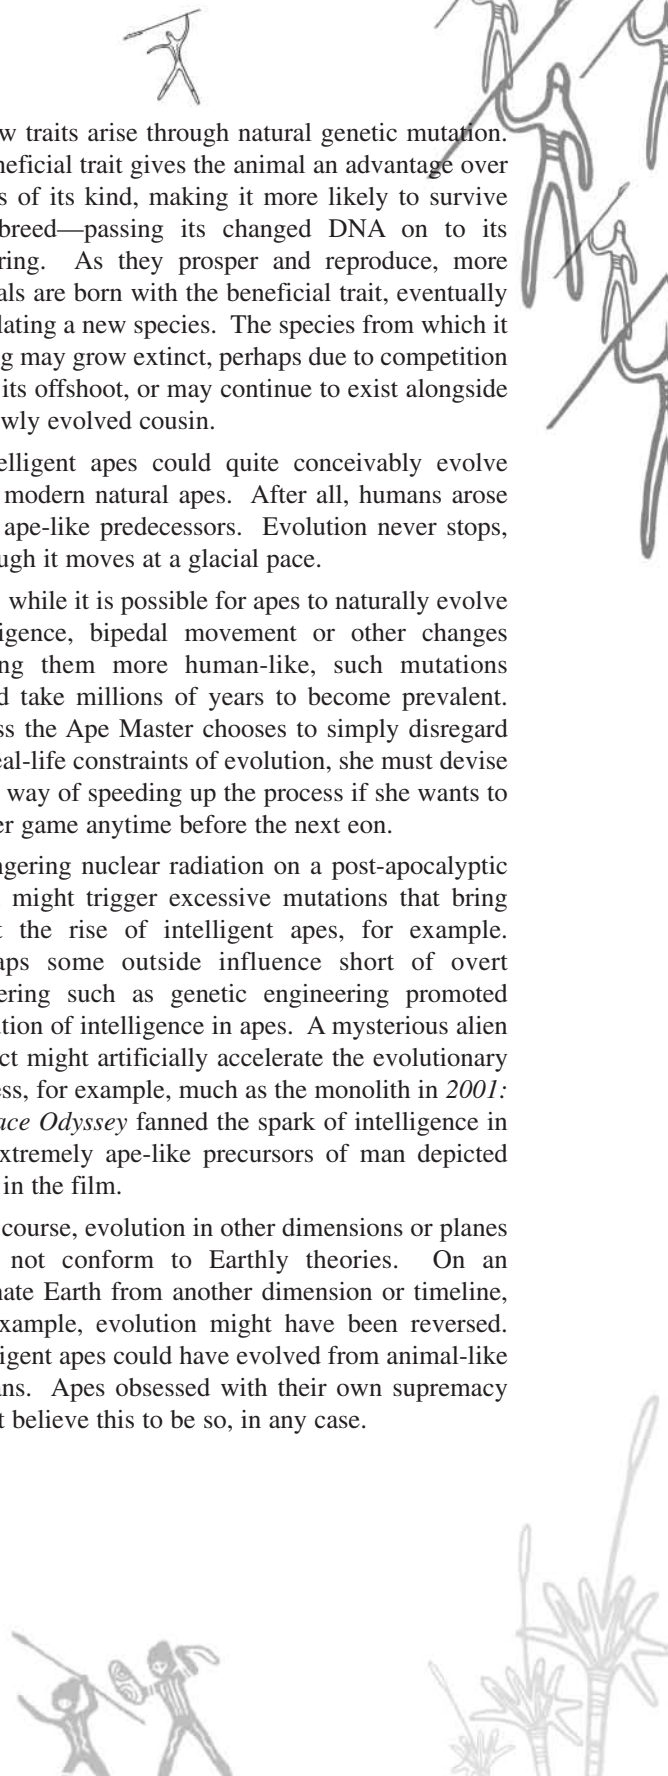 w traits arise through natural genetic mutation.
neficial trait gives the animal an advantage over
s of its kind, making it more likely to survive
breed—passing its changed DNA on to its
ring. As they prosper and reproduce, more
als are born with the beneficial trait, eventually
lating a new species. The species from which it
g may grow extinct, perhaps due to competition
its offshoot, or may continue to exist alongside
wly evolved cousin.
elligent apes could quite conceivably evolve
modern natural apes. After all, humans arose
ape-like predecessors. Evolution never stops,
ugh it moves at a glacial pace.
while it is possible for apes to naturally evolve
igence, bipedal movement or other changes
ng them more human-like, such mutations
d take millions of years to become prevalent.
ss the Ape Master chooses to simply disregard
eal-life constraints of evolution, she must devise
way of speeding up the process if she wants to
er game anytime before the next eon.
ngering nuclear radiation on a post-apocalyptic
might trigger excessive mutations that bring
t the rise of intelligent apes, for example.
aps some outside influence short of overt
ering such as genetic engineering promoted
ution of intelligence in apes. A mysterious alien
ct might artificially accelerate the evolutionary
ess, for example, much as the monolith in 2001:
ace Odyssey fanned the spark of intelligence in
xtremely ape-like precursors of man depicted
in the film.
course, evolution in other dimensions or planes
not conform to Earthly theories. On an
nate Earth from another dimension or timeline,
xample, evolution might have been reversed.
ligent apes could have evolved from animal-like
ans. Apes obsessed with their own supremacy
t believe this to be so, in any case.